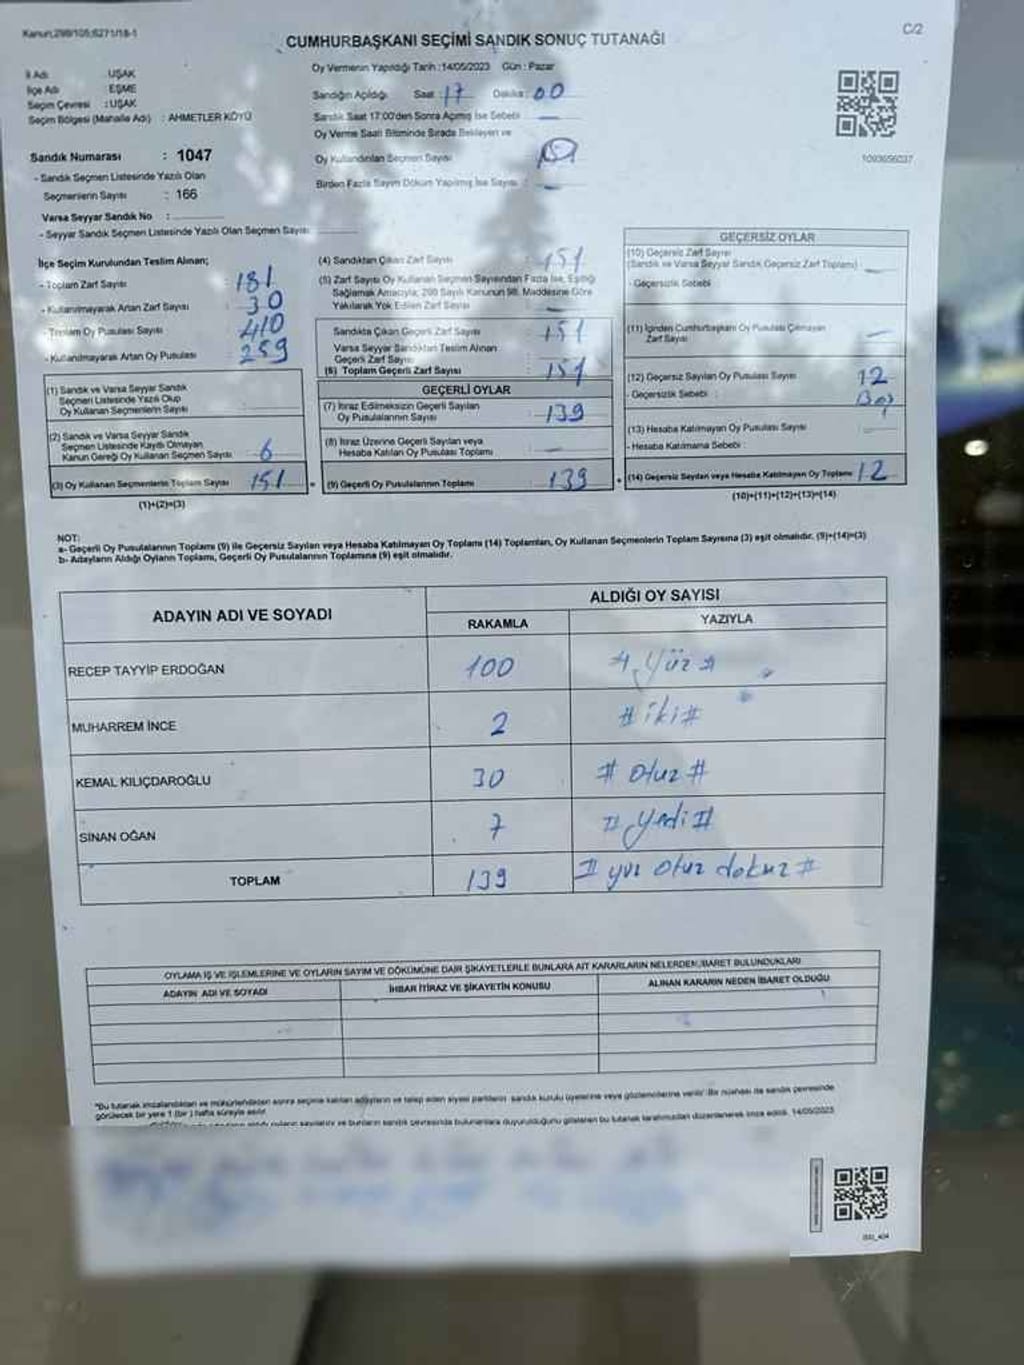 Kanun;298/105;6271/18-1
C/2
CUMHURBAŞKANI SEÇİMİ SANDIK SONUÇ TUTANAĞI
İl Adı : UŞAK
İlçe Adı : EŞME
Seçim Çevresi : UŞAK
Seçim Bölgesi (Mahalle Adı) : AHMETLER KÖYÜ
Sandık Numarası : 1047
- Sandık Seçmen Listesinde Yazılı Olan
Seçmenlerin Sayısı : 166
Varsa Seyyar Sandık No :
- Seyyar Sandık Seçmen Listesinde Yazılı Olan Seçmen Sayısı
Oy Vermenin Yapıldığı Tarih :14/05/2023 Gün : Pazar
Sandığın Açıldığı Saat : 17 Dakika : 00
Sandık Saat 17:00'den Sonra Açılmış İse Sebebi —
Oy Verme Saati Bitiminde Sırada Bekleyen ve
Oy Kullandırılan Seçmen Sayısı
Birden Fazla Sayım Döküm Yapılmış İse Sayısı : —
1093656037
İlçe Seçim Kurulundan Teslim Alınan;
- Toplam Zarf Sayısı : 181
- Kullanılmayarak Artan Zarf Sayısı : 30
- Toplam Oy Pusulası Sayısı : 410
- Kullanılmayarak Artan Oy Pusulası : 259
(1) Sandık ve Varsa Seyyar Sandık
Seçmen Listesinde Yazılı Olup
Oy Kullanan Seçmenlerin Sayısı :
(2) Sandık ve Varsa Seyyar Sandık
Seçmen Listesinde Kayıtlı Olmayan
Kanun Gereği Oy Kullanan Seçmen Sayısı : 6
(3) Oy Kullanan Seçmenlerin Toplam Sayısı : 151
(1)+(2)=(3)
(4) Sandıktan Çıkan Zarf Sayısı : 151
(5) Zarf Sayısı Oy Kullanan Seçmen Sayısından Fazla İse, Eşitliği
Sağlamak Amacıyla; 298 Sayılı Kanunun 98. Maddesine Göre
Yakılarak Yok Edilen Zarf Sayısı : —
Sandıkta Çıkan Geçerli Zarf Sayısı : 151
Varsa Seyyar Sandıktan Teslim Alınan
Geçerli Zarf Sayısı :
(6) Toplam Geçerli Zarf Sayısı : 151
GEÇERLİ OYLAR
(7) İtiraz Edilmeksizin Geçerli Sayılan
Oy Pusulalarının Sayısı : 139
(8) İtiraz Üzerine Geçerli Sayılan veya
Hesaba Katılan Oy Pusulası Toplamı : —
(9) Geçerli Oy Pusulalarının Toplamı : 139
GEÇERSİZ OYLAR
(10) Geçersiz Zarf Sayısı
(Sandık ve Varsa Seyyar Sandık Geçersiz Zarf Toplamı) : —
- Geçersizlik Sebebi :
(11) İçinden Cumhurbaşkanı Oy Pusulası Çıkmayan
Zarf Sayısı : —
(12) Geçersiz Sayılan Oy Pusulası Sayısı : 12
- Geçersizlik Sebebi :
(13) Hesaba Katılmayan Oy Pusulası Sayısı :
- Hesaba Katılmama Sebebi :
(14) Geçersiz Sayılan veya Hesaba Katılmayan Oy Toplamı : 12
(10)+(11)+(12)+(13)=(14)
NOT:
a- Geçerli Oy Pusulalarının Toplamı (9) ile Geçersiz Sayılan veya Hesaba Katılmayan Oy Toplamı (14) Toplamları, Oy Kullanan Seçmenlerin Toplam Sayısına (3) eşit olmalıdır. (9)+(14)=(3)
b- Adayların Aldığı Oyların Toplamı, Geçerli Oy Pusulalarının Toplamına (9) eşit olmalıdır.
ADAYIN ADI VE SOYADI
ALDIĞI OY SAYISI
RAKAMLA YAZIYLA
RECEP TAYYİP ERDOĞAN 100 # yüz #
MUHARREM İNCE 2 # iki #
KEMAL KILIÇDAROĞLU 30 # otuz #
SİNAN OĞAN 7 # yedi #
TOPLAM 139 # yüz otuz dokuz #
OYLAMA İŞ VE İŞLEMLERİNE VE OYLARIN SAYIM VE DÖKÜMÜNE DAİR ŞİKAYETLERLE BUNLARA AİT KARARLARIN NELERDEN İBARET BULUNDUKLARI
ADAYIN ADI VE SOYADI İHBAR İTİRAZ VE ŞİKAYETİN KONUSU ALINAN KARARIN NEDEN İBARET OLDUĞU
"Bu tutanak imzalandıktan ve mühürlendikten sonra seçime katılan adayların ve talep eden siyasi partilerin sandık kurulu üyelerine veya gözlemcilerine verilir. Bir nüshası da sandık çevresinde
görülecek bir yere 1 (bir) hafta süreyle asılır.